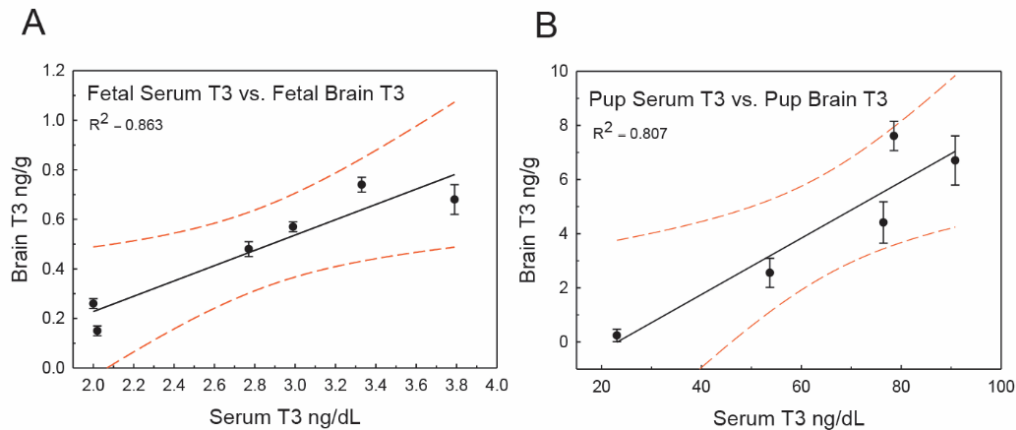 A
Fetal Serum T3 vs. Fetal Brain T3
R2 – 0.863
Brain T3 ng/g
1.2
1.0
0.8
0.6
0.4
0.2
0.0
2.0 2.2 2.4 2.6 2.8 3.0 3.2 3.4 3.6 3.8 4.0
Serum T3 ng/dL
B
Pup Serum T3 vs. Pup Brain T3
R2 – 0.807
Brain T3 ng/g
10
8
6
4
2
0
20 40 60 80 100
Serum T3 ng/dL